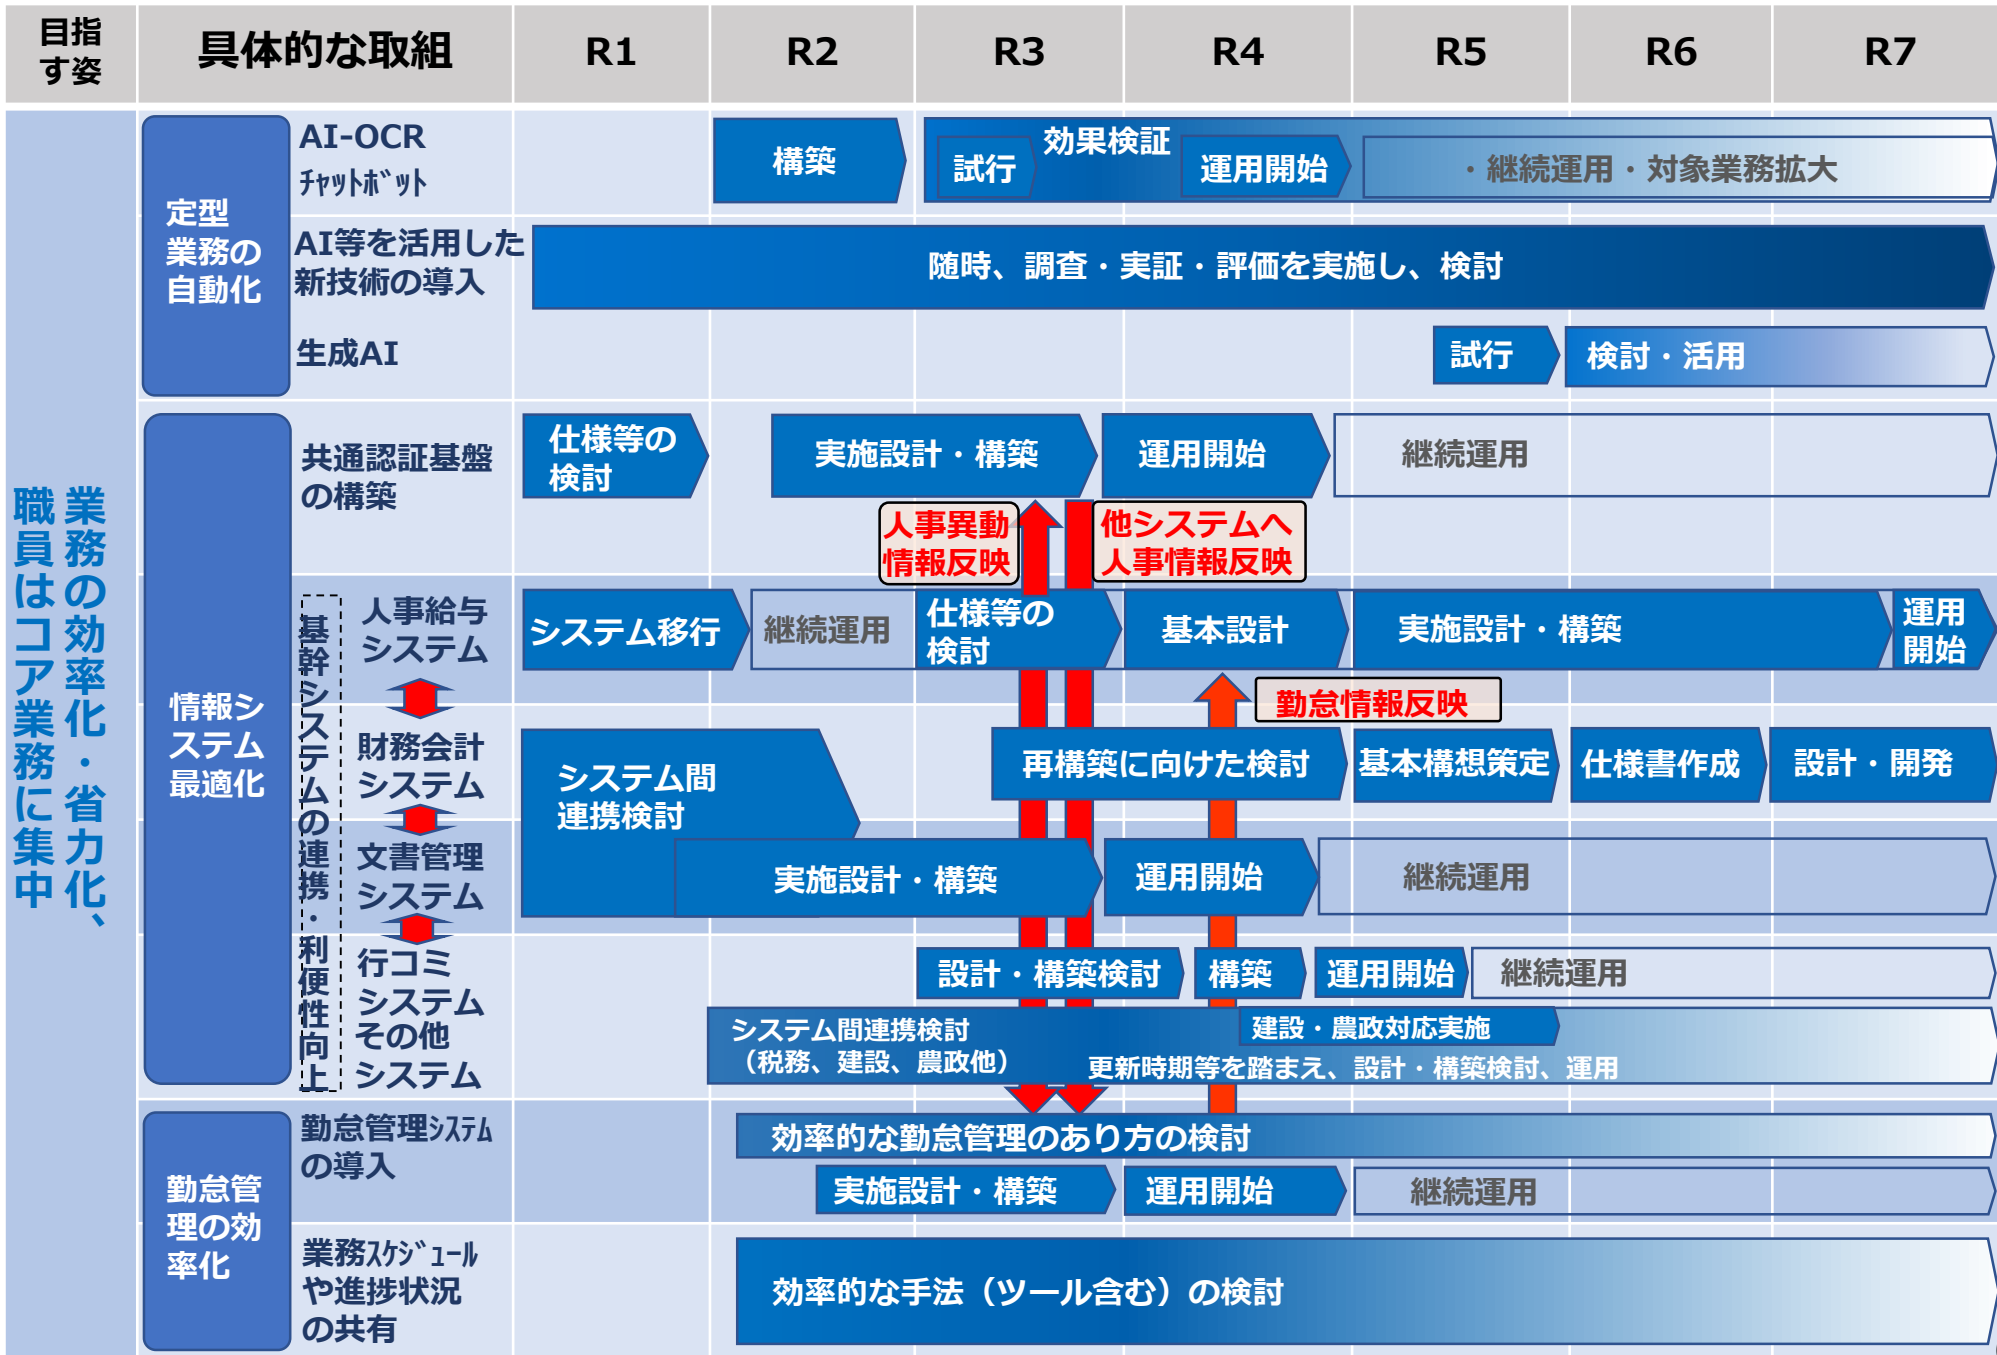 目指
す姿
具体的な取組
R1
R2
R3
R4
R5
R6
R7
業務の効率化・省力化、
職員はコア業務に集中
定型
業務の
自動化
AI-OCR
ﾁｬｯﾄﾎﾞｯﾄ
構築
効果検証
試行
運用開始
・継続運用・対象業務拡大
AI等を活用した
新技術の導入
随時、調査・実証・評価を実施し、検討
生成AI
試行
検討・活用
情報シ
ステム
最適化
共通認証基盤
の構築
仕様等の
検討
実施設計・構築
運用開始
継続運用
人事異動
情報反映
他システムへ
人事情報反映
基幹システムの連携・利便性向上
人事給与
システム
システム移行
継続運用
仕様等の
検討
基本設計
実施設計・構築
運用
開始
勤怠情報反映
財務会計
システム
システム間
連携検討
再構築に向けた検討
基本構想策定
仕様書作成
設計・開発
文書管理
システム
実施設計・構築
運用開始
継続運用
行コミ
システム
設計・構築検討
構築
運用開始
継続運用
その他
システム
システム間連携検討
（税務、建設、農政他）
建設・農政対応実施
更新時期等を踏まえ、設計・構築検討、運用
勤怠管
理の効
率化
勤怠管理ｼｽﾃﾑ
の導入
効率的な勤怠管理のあり方の検討
実施設計・構築
運用開始
継続運用
業務ｽｹｼﾞｭｰﾙ
や進捗状況
の共有
効率的な手法（ツール含む）の検討